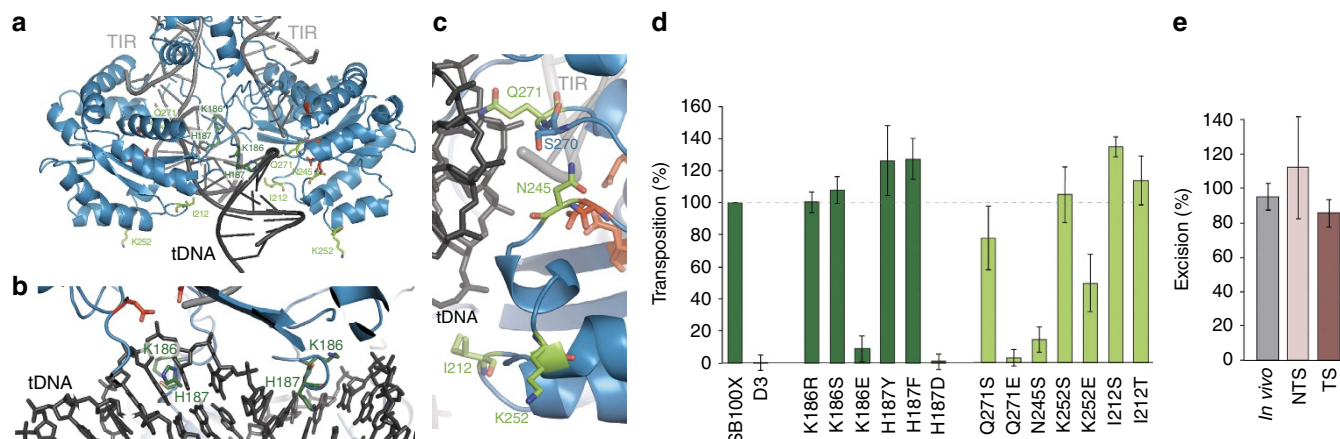 a
TIR
TIR
Q271
K186
H187
K186
H187
Q271
N245
I212
I212
K252
K252
tDNA
b
K186
K186
H187
H187
tDNA
c
Q271
TIR
S270
N245
tDNA
I212
K252
d
Transposition (%)
160
140
120
100
80
60
40
20
0
SB100X
D3
K186R
K186S
K186E
H187Y
H187F
H187D
Q271S
Q271E
N245S
K252S
K252E
I212S
I212T
e
Excision (%)
140
120
100
80
60
40
20
0
In vivo
NTS
TS